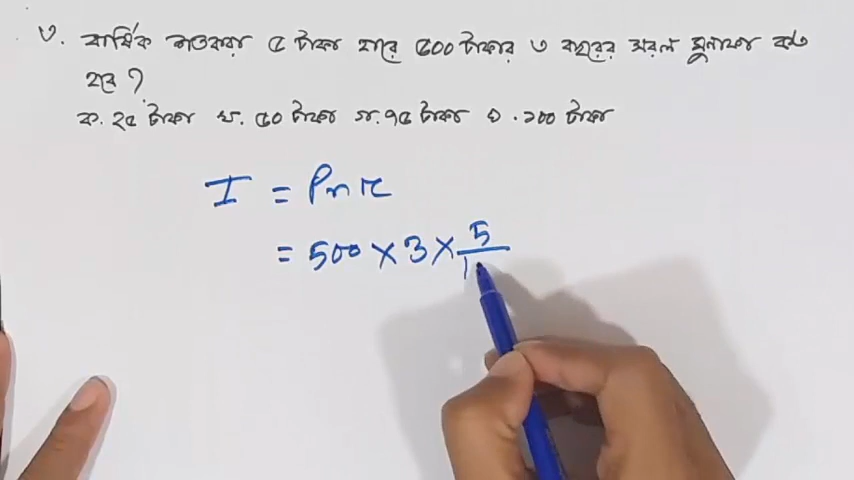 ৩. বার্ষিক শতকরা ৫ টাকা হারে ৫০০ টাকার ৩ বছরের সরল মুনাফা কত
হবে ?
ক. ২৫ টাকা খ. ৫০ টাকা গ. ৭৫ টাকা ঘ. ১০০ টাকা
I = Pnr
= 500 × 3 × 5/1